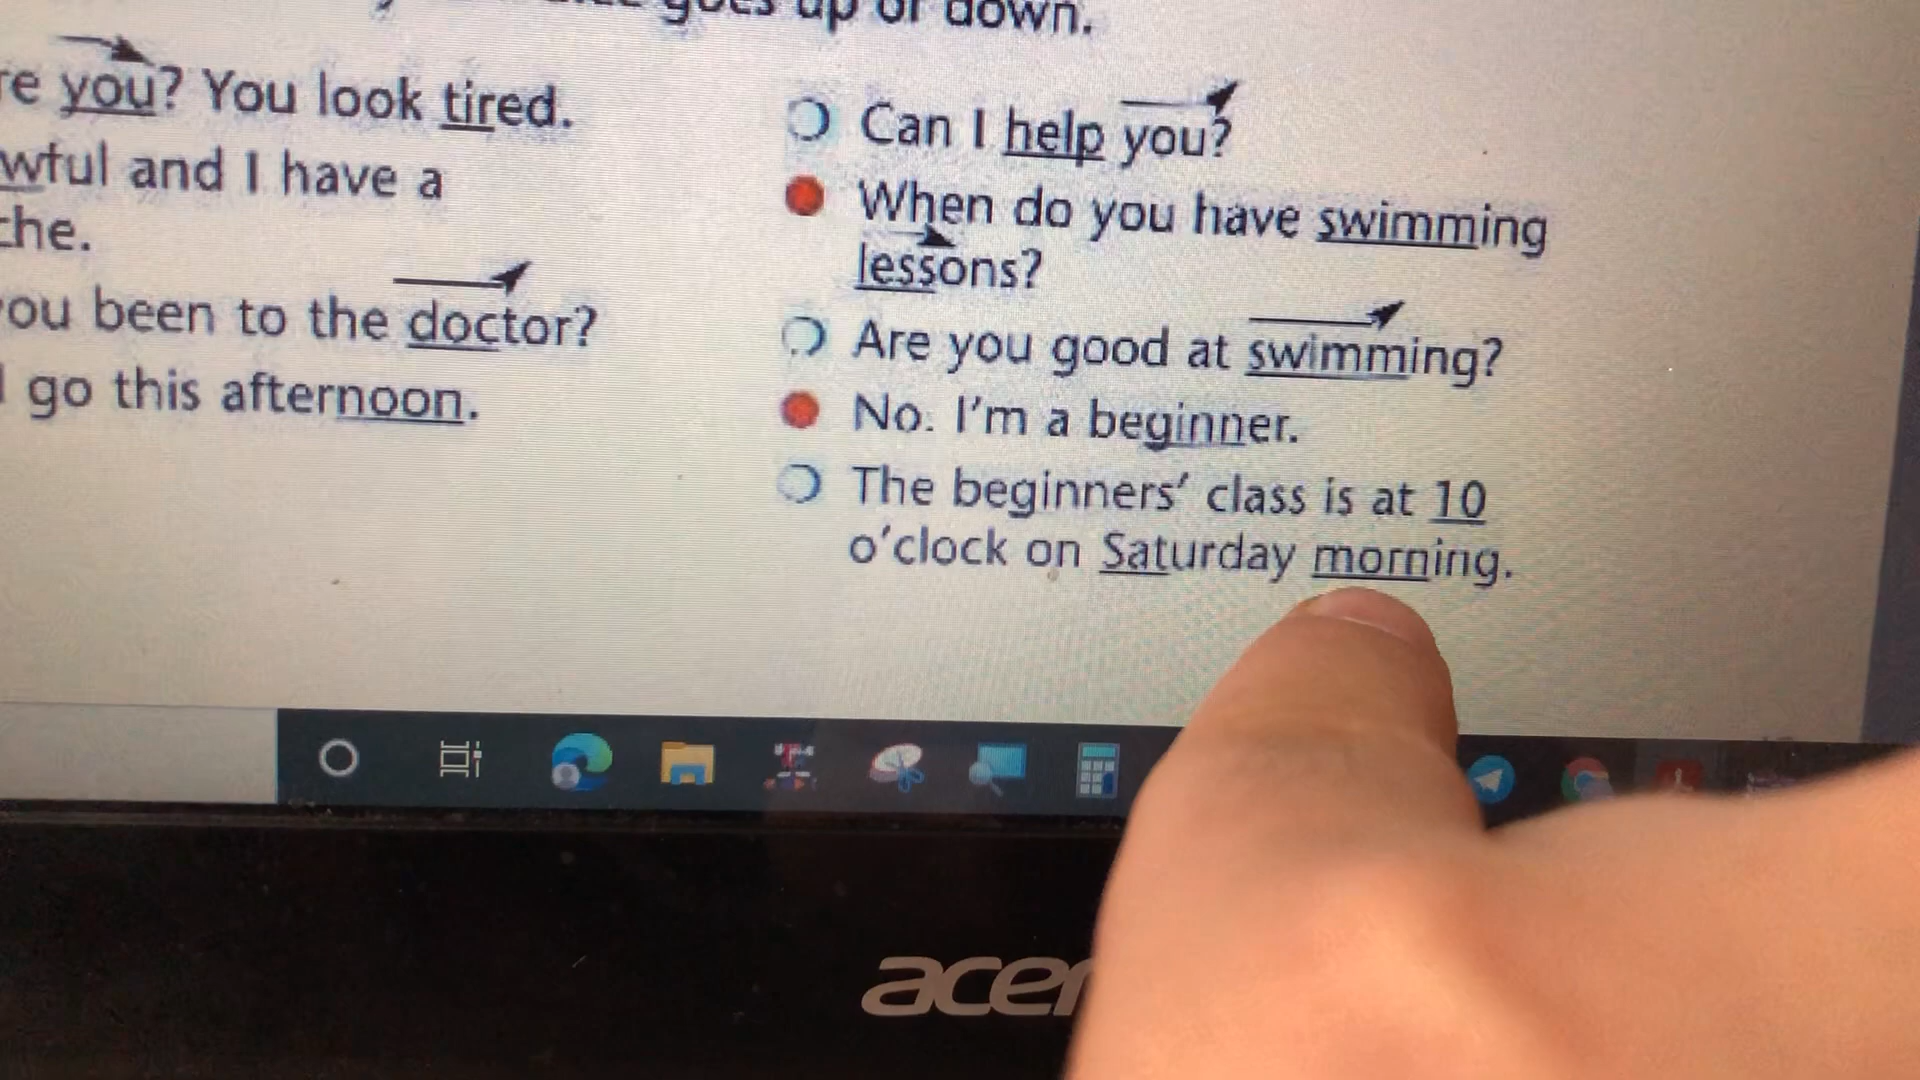 goes up or down.
you? You look tired.
and I have a
ou been to the doctor?
go this afternoon.
Can I help you?
When do you have swimming
lessons?
Are you good at swimming?
No. I'm a beginner.
The beginners' class is at 10
o'clock on Saturday morning.
acer